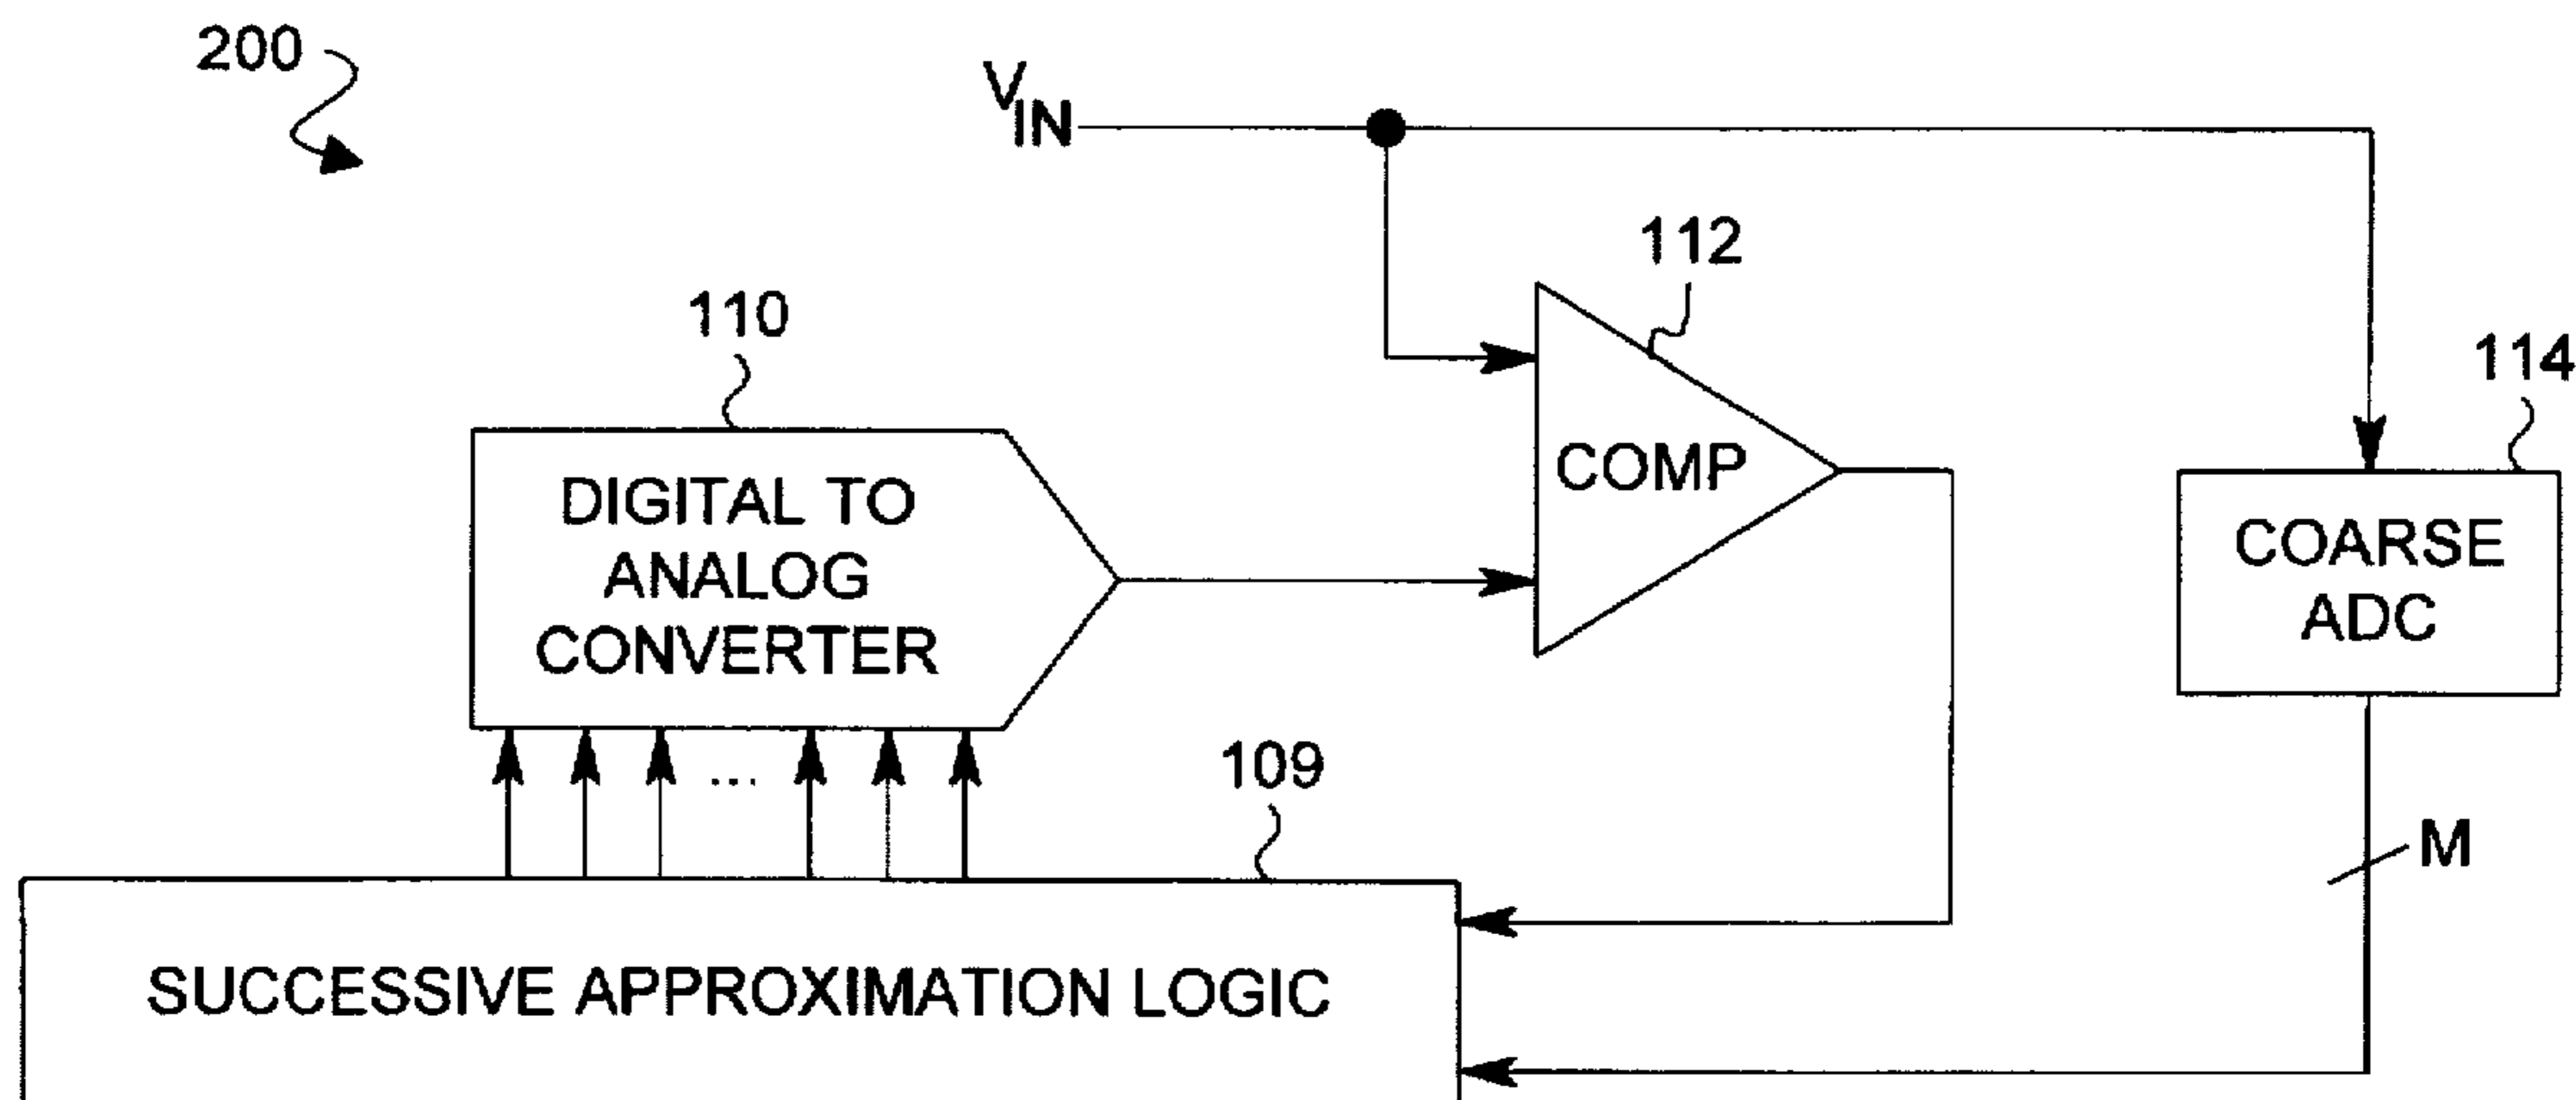 200
VIN
112
110
114
COMP
DIGITAL TO
ANALOG
CONVERTER
COARSE
ADC
...
109
M
SUCCESSIVE APPROXIMATION LOGIC